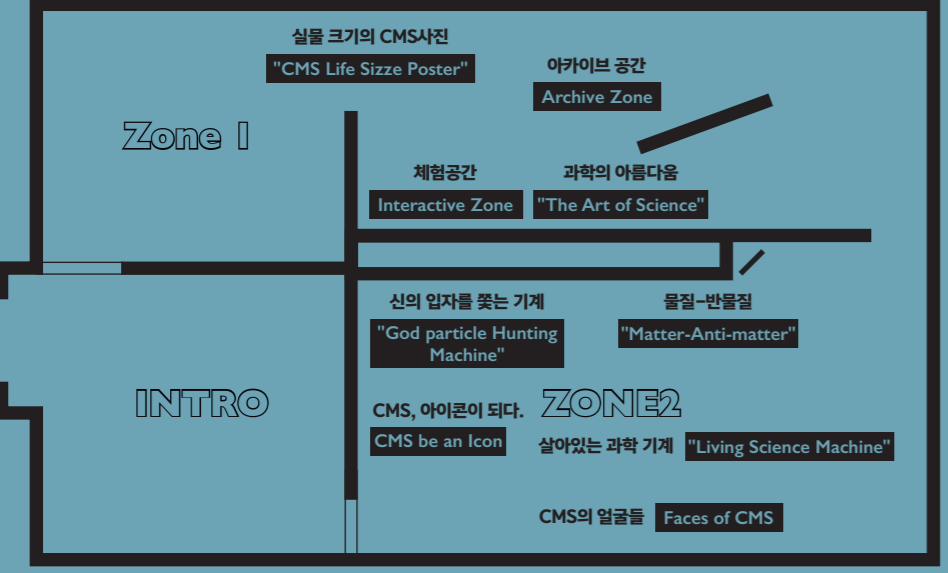 실물 크기의 CMS사진
"CMS Life Sizze Poster"
아카이브 공간
Archive Zone
Zone 1
체험공간
Interactive Zone
과학의 아름다움
"The Art of Science"
신의 입자를 쫓는 기계
"God particle Hunting
Machine"
물질-반물질
"Matter-Anti-matter"
INTRO
CMS, 아이콘이 되다.
CMS be an Icon
ZONE2
살아있는 과학 기계 "Living Science Machine"
CMS의 얼굴들 Faces of CMS